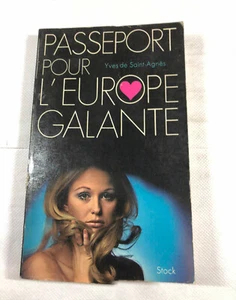 PASSEPORT
POUR
Yves de Saint-Agnès
L'EUROPE
GALANTE
Stock